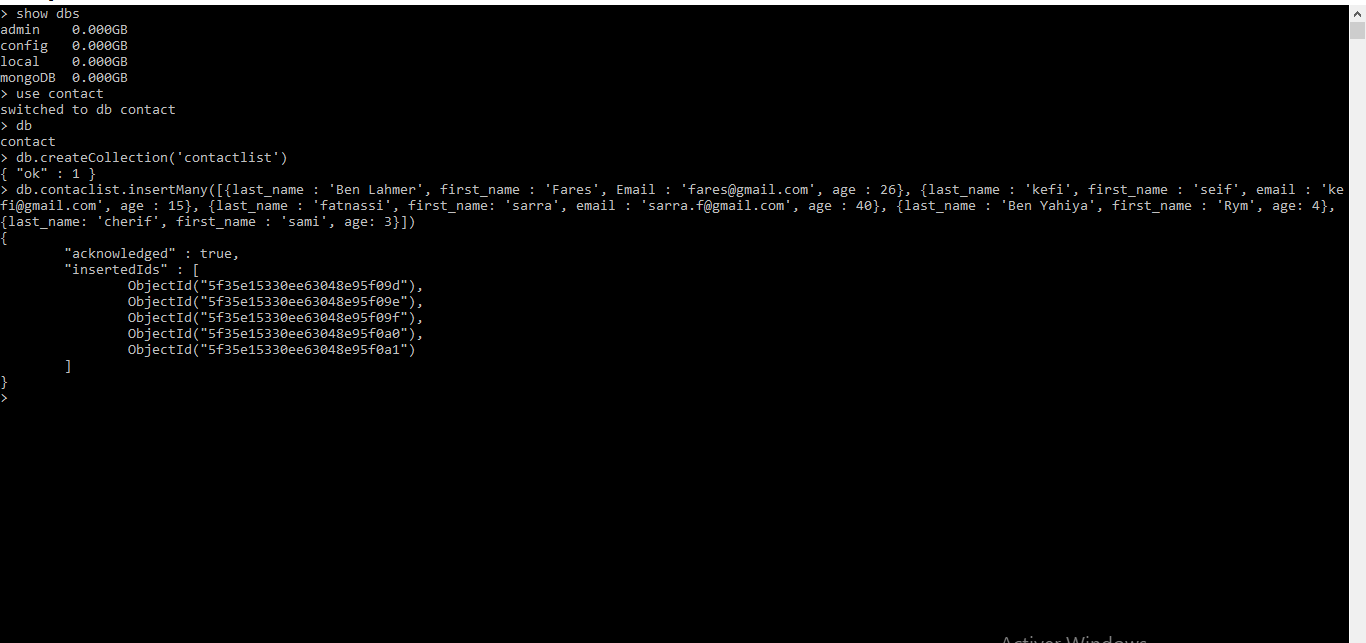 > show dbs
admin    0.000GB
config   0.000GB
local    0.000GB
mongoDB  0.000GB
> use contact
switched to db contact
> db
contact
> db.createCollection('contactlist')
{ "ok" : 1 }
> db.contaclist.insertMany([{last_name : 'Ben Lahmer', first_name : 'Fares', Email : 'fares@gmail.com', age : 26}, {last_name : 'kefi', first_name : 'seif', email : 'ke
fi@gmail.com', age : 15}, {last_name : 'fatnassi', first_name: 'sarra', email : 'sarra.f@gmail.com', age : 40}, {last_name : 'Ben Yahiya', first_name : 'Rym', age: 4},
{last_name: 'cherif', first_name : 'sami', age: 3}])
{
        "acknowledged" : true,
        "insertedIds" : [
                ObjectId("5f35e15330ee63048e95f09d"),
                ObjectId("5f35e15330ee63048e95f09e"),
                ObjectId("5f35e15330ee63048e95f09f"),
                ObjectId("5f35e15330ee63048e95f0a0"),
                ObjectId("5f35e15330ee63048e95f0a1")
        ]
}
>
Activer Windows